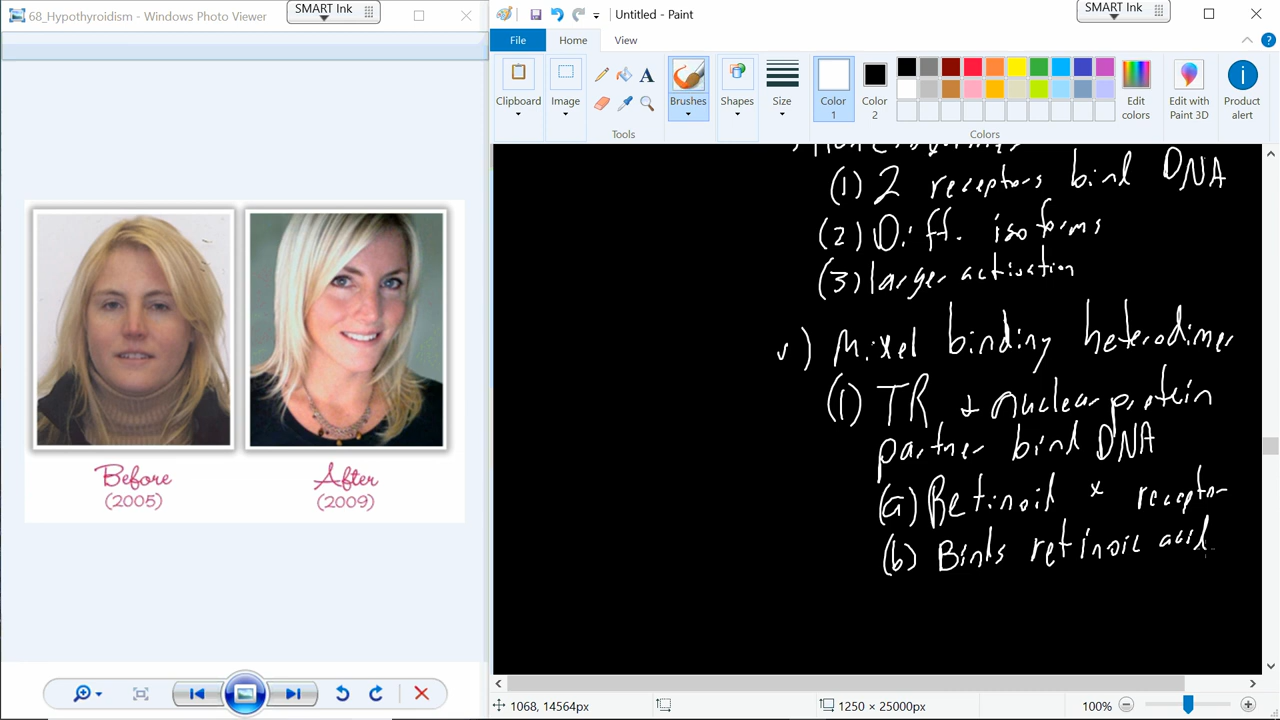 68_Hypothyroidism - Windows Photo Viewer
SMART Ink
Before
(2005)
After
(2009)
Untitled - Paint
SMART Ink
File
Home
View
Clipboard
Image
Tools
Brushes
Shapes
Size
Color 1
Color 2
Edit colors
Edit with Paint 3D
Product alert
Colors
(1) 2 receptors bind DNA
(2) Diff. isoforms
(3) larger activation
v) Mixed binding heterodimer
(1) TR + nuclear protein
partner bind DNA
(a) Retinoid x receptor
(b) Binds retinoic acid
1068, 14564px
1250 × 25000px
100%